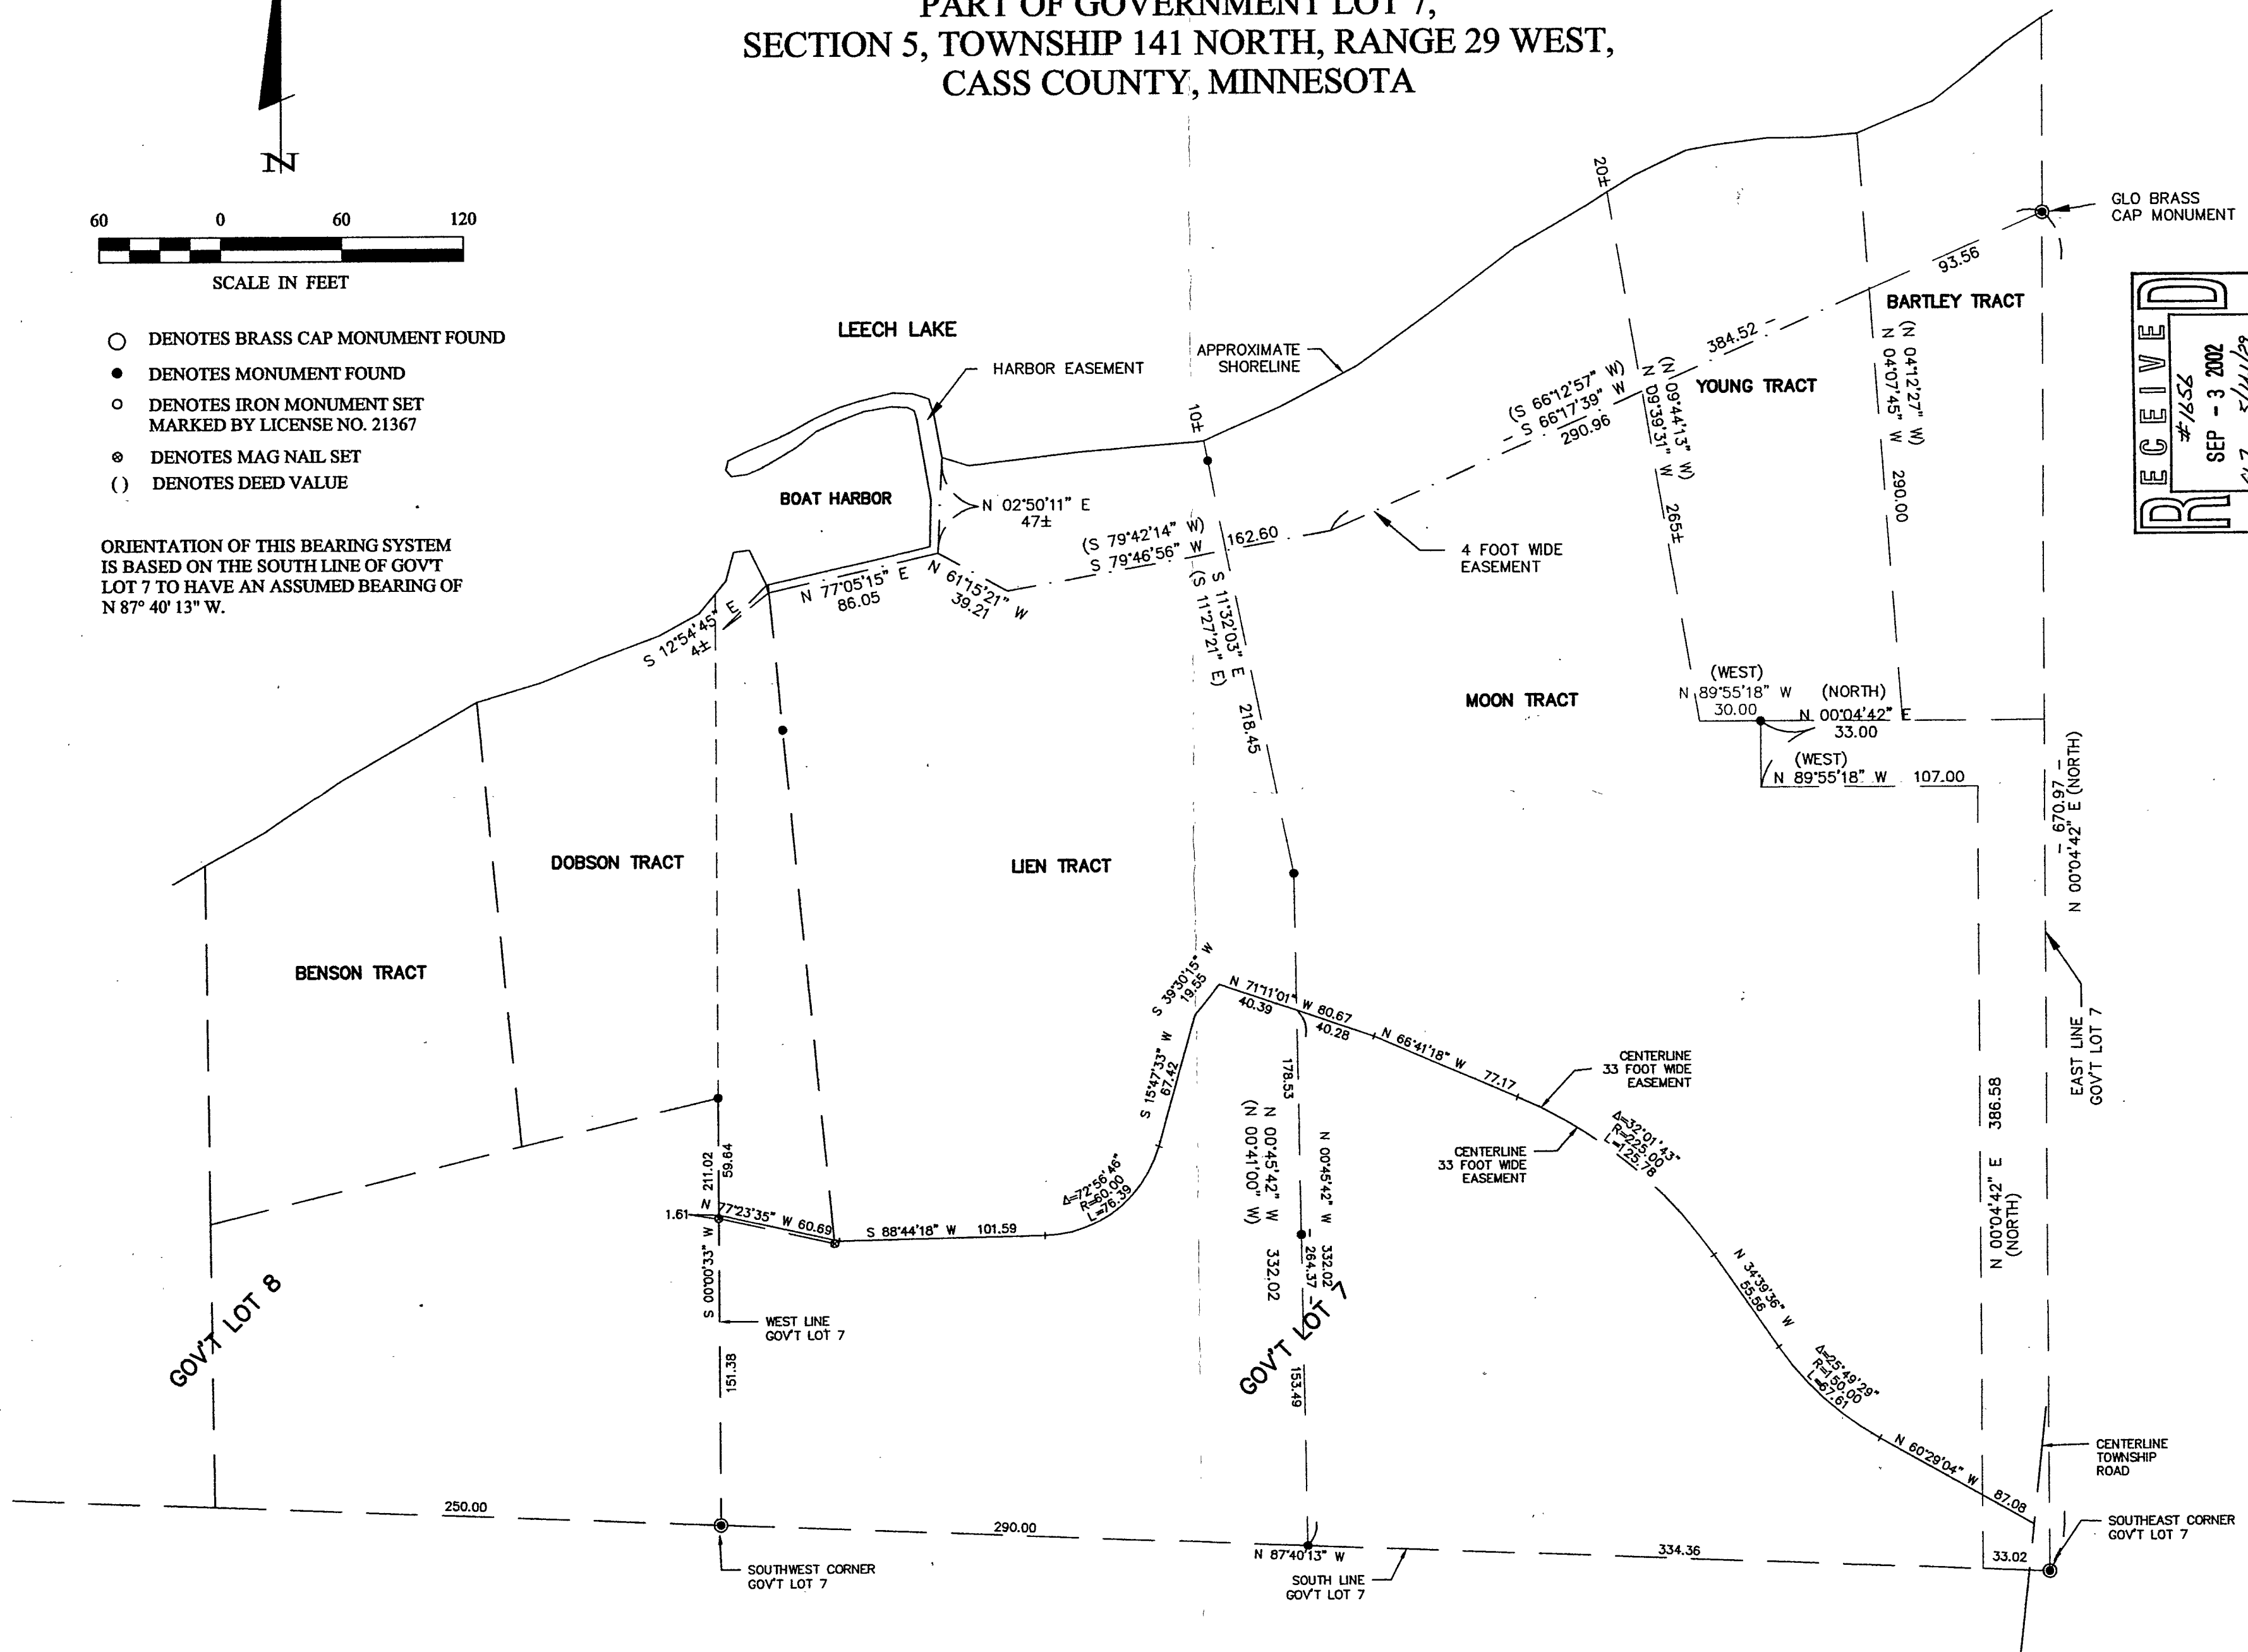 PART OF GOVERNMENT LOT 7,
SECTION 5, TOWNSHIP 141 NORTH, RANGE 29 WEST,
CASS COUNTY, MINNESOTA
N
60 0 60 120
SCALE IN FEET
DENOTES BRASS CAP MONUMENT FOUND
DENOTES MONUMENT FOUND
DENOTES IRON MONUMENT SET
MARKED BY LICENSE NO. 21367
DENOTES MAG NAIL SET
( ) DENOTES DEED VALUE
ORIENTATION OF THIS BEARING SYSTEM
IS BASED ON THE SOUTH LINE OF GOV'T
LOT 7 TO HAVE AN ASSUMED BEARING OF
N 87° 40' 13" W.
LEECH LAKE
HARBOR EASEMENT
APPROXIMATE
SHORELINE
BOAT HARBOR
N 02°50'11" E
47±
10±
20±
GLO BRASS
CAP MONUMENT
93.56
BARTLEY TRACT
384.52
YOUNG TRACT
(S 66°12'57" W)
S 66°17'39" W
290.96
(N 09°44'13" W)
N 09°39'31" W 265±
(N 04°12'27" W)
N 04°07'45" W 290.00
RECEIVED
#1656
SEP - 3 2002
(S 79°42'14" W)
S 79°46'56" W 162.60
4 FOOT WIDE
EASEMENT
N 77°05'15" E
86.05
N 61°15'21" W
39.21
S 12°54'45" E
4±
S 11°32'03" E 218.45
(S 11°27'21" E)
MOON TRACT
(WEST)
N 89°55'18" W
30.00
(NORTH)
N 00°04'42" E
33.00
(WEST)
N 89°55'18" W 107.00
- 670.97 -
N 00°04'42" E (NORTH)
DOBSON TRACT
LIEN TRACT
BENSON TRACT
S 39°30'15" W
19.55
N 71°11'01" W 80.67
40.39
40.28
N 66°41'18" W 77.17
CENTERLINE
33 FOOT WIDE
EASEMENT
CENTERLINE
33 FOOT WIDE
EASEMENT
EAST LINE
GOV'T LOT 7
S 15°47'33" W
67.42
178.53
N 00°45'42" W 332.02
(N 00°41'00" W)
N 00°45'42" W 332.02
- 264.37 -
Δ=32°01'43"
R=225.00
L=125.78
N 00°04'42" E 386.58
(NORTH)
211.02
59.64
Δ=72°56'46"
R=60.00
L=76.39
1.61
N 77°23'35" W 60.69
S 88°44'18" W 101.59
S 00°00'33" W
N 34°39'36" W
55.56
GOV'T LOT 8
WEST LINE
GOV'T LOT 7
GOV'T LOT 7
151.38
153.49
Δ=25°49'29"
R=150.00
L=67.61
N 60°29'04" W 87.08
CENTERLINE
TOWNSHIP
ROAD
250.00
290.00
N 87°40'13" W
334.36
33.02
SOUTHEAST CORNER
GOV'T LOT 7
SOUTHWEST CORNER
GOV'T LOT 7
SOUTH LINE
GOV'T LOT 7